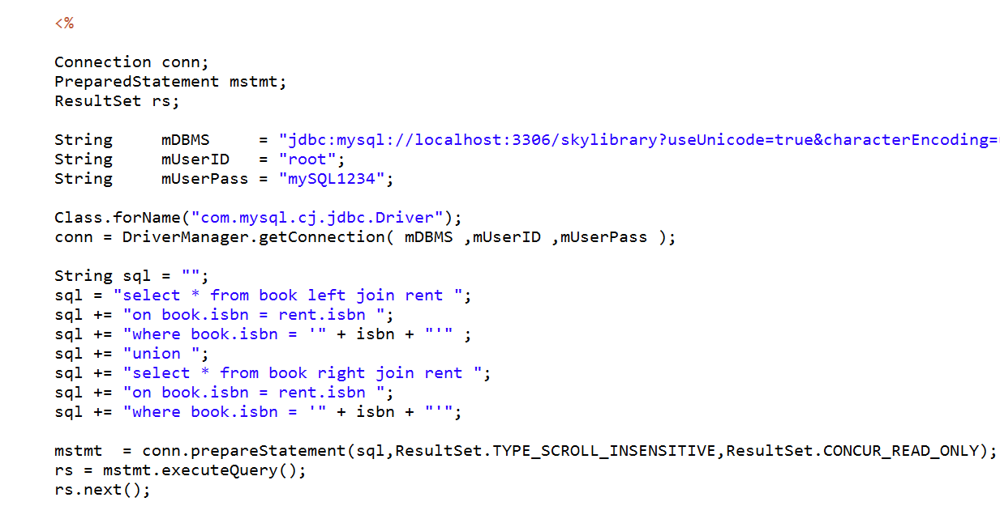 <%
Connection conn;
PreparedStatement mstmt;
ResultSet rs;
String     mDBMS     = "jdbc:mysql://localhost:3306/skylibrary?useUnicode=true&characterEncoding=
String     mUserID   = "root";
String     mUserPass = "mySQL1234";
Class.forName("com.mysql.cj.jdbc.Driver");
conn = DriverManager.getConnection( mDBMS ,mUserID ,mUserPass );
String sql = "";
sql = "select * from book left join rent ";
sql += "on book.isbn = rent.isbn ";
sql += "where book.isbn = '" + isbn + "'" ;
sql += "union ";
sql += "select * from book right join rent ";
sql += "on book.isbn = rent.isbn ";
sql += "where book.isbn = '" + isbn + "'";
mstmt  = conn.prepareStatement(sql,ResultSet.TYPE_SCROLL_INSENSITIVE,ResultSet.CONCUR_READ_ONLY);
rs = mstmt.executeQuery();
rs.next();